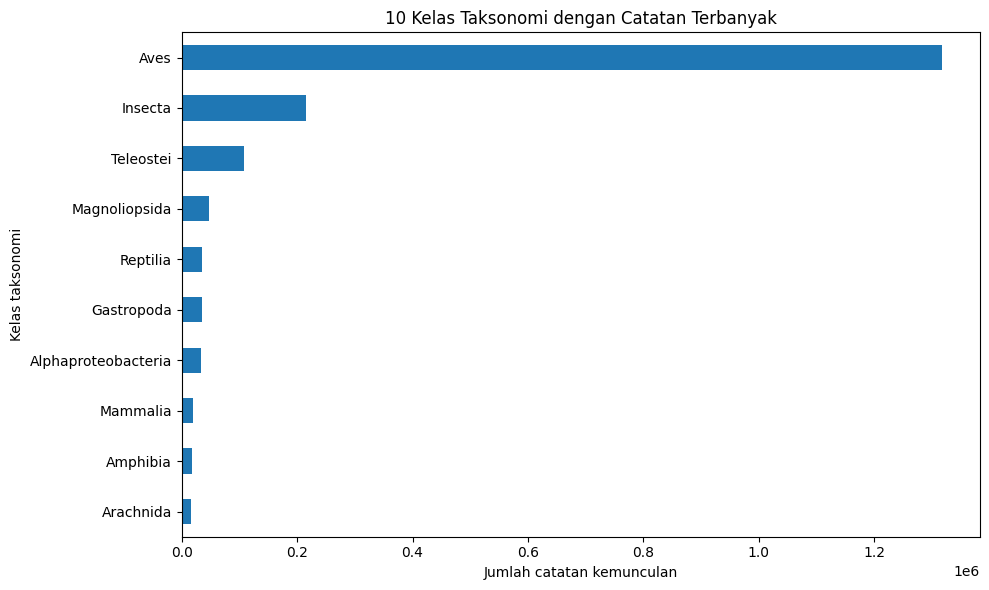 10 Kelas Taksonomi dengan Catatan Terbanyak
Kelas taksonomi
Aves
Insecta
Teleostei
Magnoliopsida
Reptilia
Gastropoda
Alphaproteobacteria
Mammalia
Amphibia
Arachnida
0.0 0.2 0.4 0.6 0.8 1.0 1.2
1e6
Jumlah catatan kemunculan